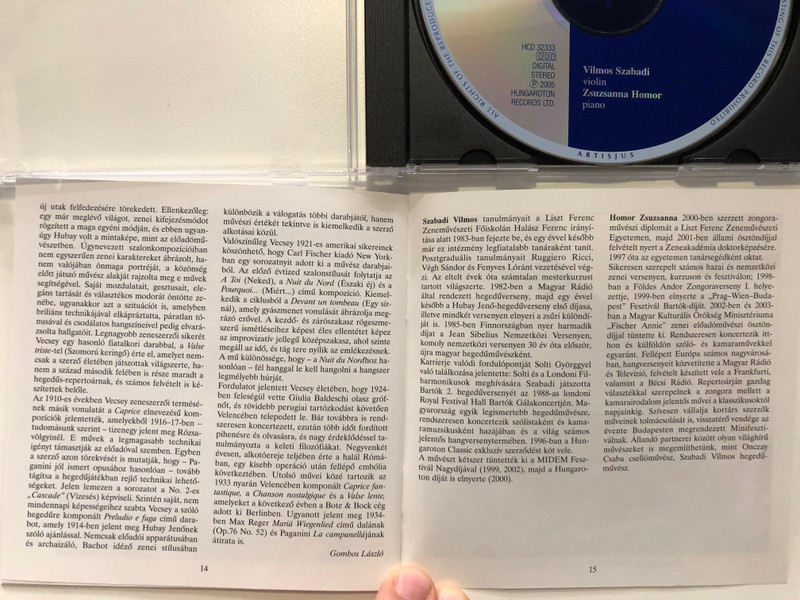 ALL RIGHTS OF THE REPRODUC
STING OF THIS RECORD PROHIBITED
HCD 32333
DDD
DIGITAL
STEREO
Ⓟ 2005
HUNGAROTON
RECORDS LTD.
Vilmos Szabadi
violin
Zsuzsanna Homor
piano
ARTISJUS
új utak felfedezésére törekedett. Ellenkezőleg:
egy már meglévő világot, zenei kifejezésmódot
rögzített a maga egyéni módján, és ebben ugyan-
úgy Hubay volt a mintaképe, mint az előadómű-
vészetben. Úgynevezett szalonkompozícióiban
nem egyszerűen zenei karaktereket ábrázolt, ha-
nem valójában önmaga portréját, a közönség
előtt játszó művész alakját rajzolta meg e művek
segítségével. Saját mozdulatait, gesztusait, ele-
gáns tartását és választékos modorát öntötte ze-
nébe, ugyanakkor azt a szituációt is, amelyben
briliáns technikájával elkápráztatta, páratlan tó-
nusával és csodálatos hangszíneivel pedig elvará-
zsolta hallgatóit. Legnagyobb zeneszerzői sikerét
Vecsey egy hasonló fiatalkori darabbal, a Valse
triste-tel (Szomorú keringő) érte el, amelyet nem-
csak a szerző életében játszottak világszerte, ha-
nem a század második felében is része maradt a
hegedűs-repertoárnak, és számos felvételt is ké-
szítettek belőle.
Az 1910-es években Vecsey zeneszerzői termésé-
nek másik vonulatát a Caprice elnevezésű kom-
pozíciók jelentették, amelyekből 1916–17-ben –
tudomásunk szerint – tizenegy jelent meg Rózsa-
völgyinél. E művek a legmagasabb technikai
igényt támasztják az előadóval szemben. Egyben
a szerző azon törekvését is mutatják, hogy – Pa-
ganini jól ismert opusához hasonlóan – tovább
tágítsa a hegedűjátékban rejlő technikai lehető-
ségeket. Jelen lemezen a sorozatot a No. 2-es
„Cascade” (Vízesés) képviseli. Szintén saját, nem
mindennapi képességeihez szabta Vecsey a szóló
hegedűre komponált Preludio e fuga című dara-
bot, amely 1914-ben jelent meg Hubay Jenőnek
szóló ajánlással. Nemcsak előadói apparátusában
és archaizáló, Bachot idéző zenei stílusában
14
különbözik a válogatás többi darabjától, hanem
művészi értékét tekintve is kiemelkedik a szerző
alkotásai közül.
Valószínűleg Vecsey 1921-es amerikai sikereinek
köszönhető, hogy Carl Fischer kiadó New York-
ban egy sorozatnyit adott ki a művész darabjai-
ból. Az előző évtized szalonstílusát folytatja az
A Toi (Neked), a Nuit du Nord (Északi éj) és a
Pourquoi... (Miért...) című kompozíció. Kiemel-
kedik a ciklusból a Devant un tombeau (Egy sír-
nál), amely gyászmenet vonulását ábrázolja meg-
rázó erővel. A kezdő- és zárószakasz rögeszme-
szerű ismétléseihez képest éles ellentétet képez
az improvizatív jellegű középszakasz, ahol szinte
megáll az idő, és tág tere nyílik az emlékezésnek.
A mű különössége, hogy – a Nuit du Nordhoz ha-
sonlóan – fél hanggal le kell hangolni a hangszer
legmélyebb húrját.
Fordulatot jelentett Vecsey életében, hogy 1924-
ben feleségül vette Giulia Baldeschi olasz gróf-
nőt, és rövidebb perugiai tartózkodást követően
Velencében telepedett le. Bár továbbra is rend-
szeresen koncertezett, ezután több időt fordított
pihenésre és olvasásra, és nagy érdeklődéssel ta-
nulmányozta a keleti filozófiákat. Negyvenkét
évesen, alkotóereje teljében érte a halál Rómá-
ban, egy kisebb operáció után fellépő embólia
következtében. Utolsó művei közé tartozik az
1933 nyarán Velencében komponált Caprice fan-
tastique, a Chanson nostalgique és a Valse lente,
amelyeket a következő évben a Bote & Bock cég
adott ki Berlinben. Ugyanott jelent meg 1934-
ben Max Reger Mariä Wiegenlied című dalának
(Op.76 No. 52) és Paganini La campanellájának
átirata is.
Gombos László
Szabadi Vilmos tanulmányait a Liszt Ferenc
Zeneművészeti Főiskolán Halász Ferenc irányí-
tása alatt 1983-ban fejezte be, és egy évvel később
már ez intézmény legfiatalabb tanáraként tanít.
Posztgraduális tanulmányait Ruggiero Ricci,
Végh Sándor és Fenyves Lóránt vezetésével vég-
zi. Az eltelt évek óta számtalan mesterkurzust
tartott világszerte. 1982-ben a Magyar Rádió
által rendezett hegedűverseny, majd egy évvel
később a Hubay Jenő-hegedűverseny első díjasa,
illetve mindkét versenyen elnyeri a zsűri különdí-
ját is. 1985-ben Finnországban nyer harmadik
díjat a Jean Sibelius Nemzetközi Versenyen,
komoly nemzetközi versenyen 30 év óta először,
újra magyar hegedűművészként.
Karrierje valódi fordulópontját Solti Györggyel
való találkozása jelentette: Solti és a Londoni Fil-
harmonikusok meghívására Szabadi játszotta
Bartók 2. hegedűversenyét az 1988-as londoni
Royal Festival Hall Bartók Gálakoncertjén. Ma-
gyarország egyik legismertebb hegedűművésze,
rendszeresen koncertezik szólistaként és covers
kamaramuzsikusként hazájában és a világ számos
jelentős hangversenytermében. 1996-ban a Hunga-
roton Classic exkluzív szerződést köt vele.
A művészt kétszer tüntették ki a MIDEM Fesz-
tivál Nagydíjával (1999, 2002), majd a Hungaro-
ton díját is elnyerte (2000).
Homor Zsuzsanna 2000-ben szerzett zongora-
művészi diplomát a Liszt Ferenc Zeneművészeti
Egyetemen, majd 2001-ben állami ösztöndíjjal
felvételt nyert a Zeneakadémia doktorképzésére.
1997 óta az egyetemen tanársegédként oktat.
Sikeresen szerepelt számos hazai és nemzetközi
zenei versenyen, kurzuson és fesztiválon; 1998-
ban a Földes Andor Zongoraverseny I. helye-
zettje, 1999-ben elnyerte a „Prag–Wien–Buda-
pest” Fesztivál Bartók-díját. 2002-ben és 2003-
ban a Magyar Kulturális Örökség Minisztériuma
„Fischer Annie” zenei előadóművészi ösztön-
díjjal tüntette ki. Rendszeresen koncertezik itt-
hon és külföldön szóló- és kamaraművekkel
egyaránt. Fellépett Európa számos nagyvárosá-
ban, hangversenyeit közvetítette a Magyar Rádió
és Televízió, felvételt készített vele a Frankfurti,
valamint a Bécsi Rádió. Repertoárján gazdag
választékkal szerepelnek a zongora mellett a
kamarairodalom jelentős művei a klasszikusoktól
napjainkig. Szívesen vállalja kortárs szerzők
műveinek tolmácsolását is, visszatérő vendége az
évente Budapesten megrendezett Minifeszti-
válnak. Állandó partnerei között olyan világhírű
művészeket is megemlíthetünk, mint Onczay
Csaba csellóművész, Szabadi Vilmos hegedű-
művész.
15